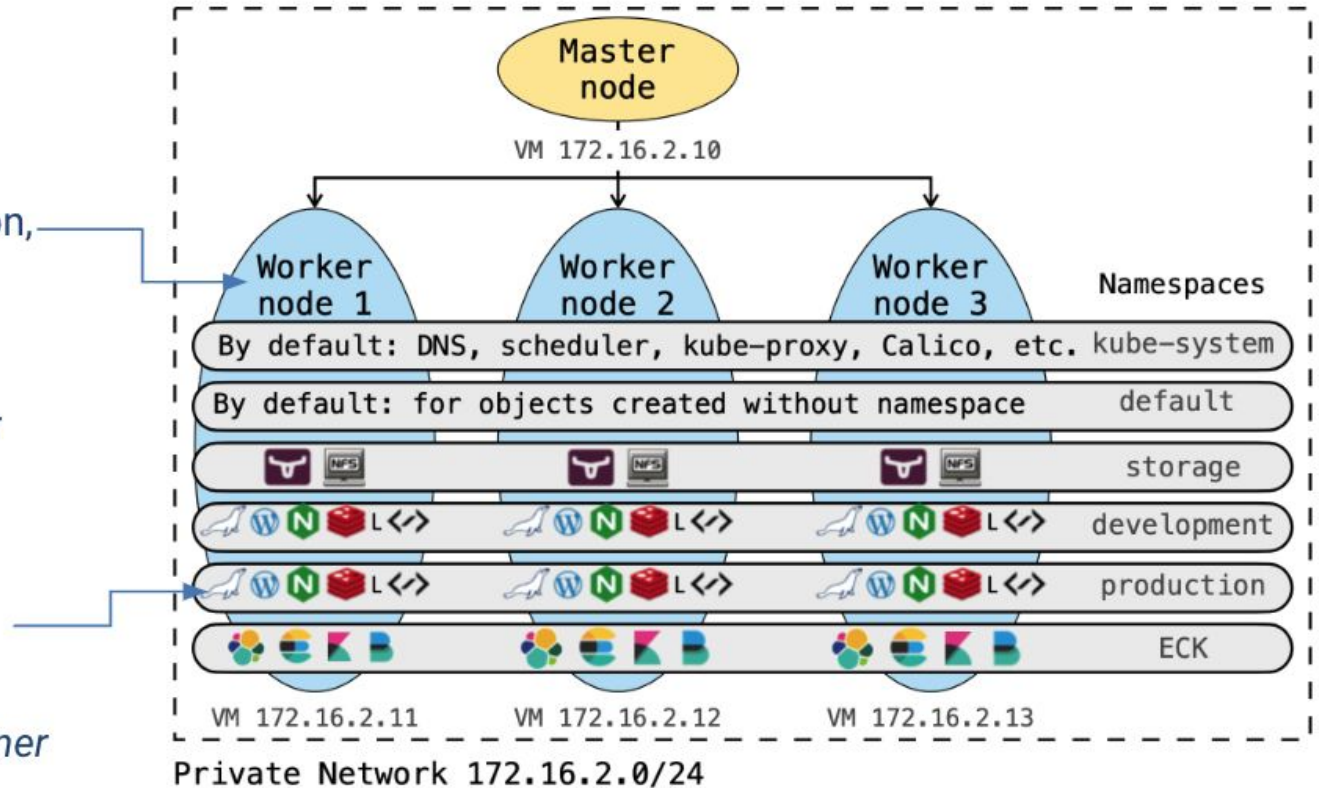 Master
node
VM 172.16.2.10
on,
Worker
node 1
Worker
node 2
Worker
node 3
Namespaces
By default: DNS, scheduler, kube-proxy, Calico, etc. kube-system
By default: for objects created without namespace default
NFS NFS NFS storage
L L L development
L L L production
ECK
VM 172.16.2.11 VM 172.16.2.12 VM 172.16.2.13
ner
Private Network 172.16.2.0/24